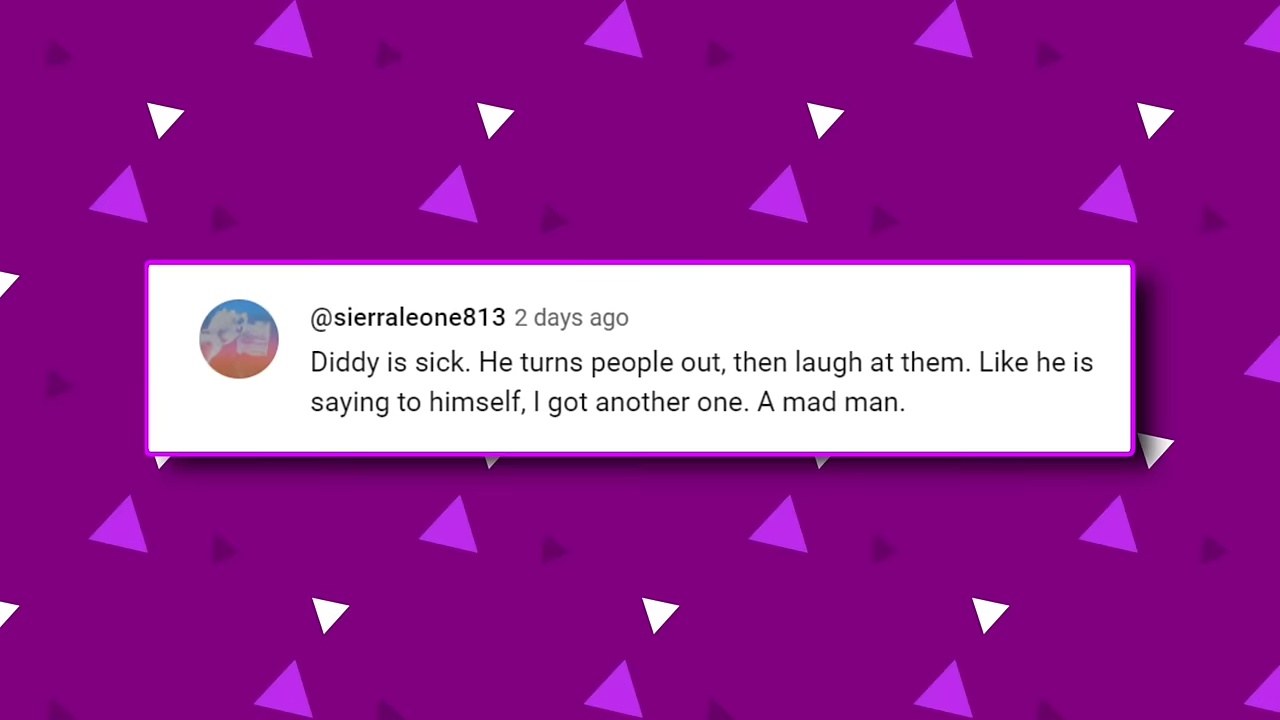 @sierraleone813 2 days ago
Diddy is sick. He turns people out, then laugh at them. Like he is
saying to himself, I got another one. A mad man.